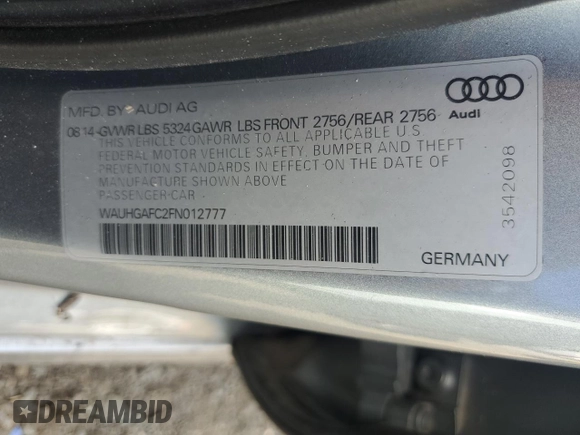 MFD. BY AUDI AG
08 14 -GVWR LBS 5324 GAWR LBS FRONT 2756/REAR 2756
THIS VEHICLE CONFORMS TO ALL APPLICABLE U.S
FEDERAL MOTOR VEHICLE SAFETY, BUMPER AND THEFT
PREVENTION STANDARDS IN EFFECT ON THE DATE OF
MANUFACTURE SHOWN ABOVE
PASSENGER CAR
WAUHGAFC2FN012777
Audi
3542098
GERMANY
DREAMBID